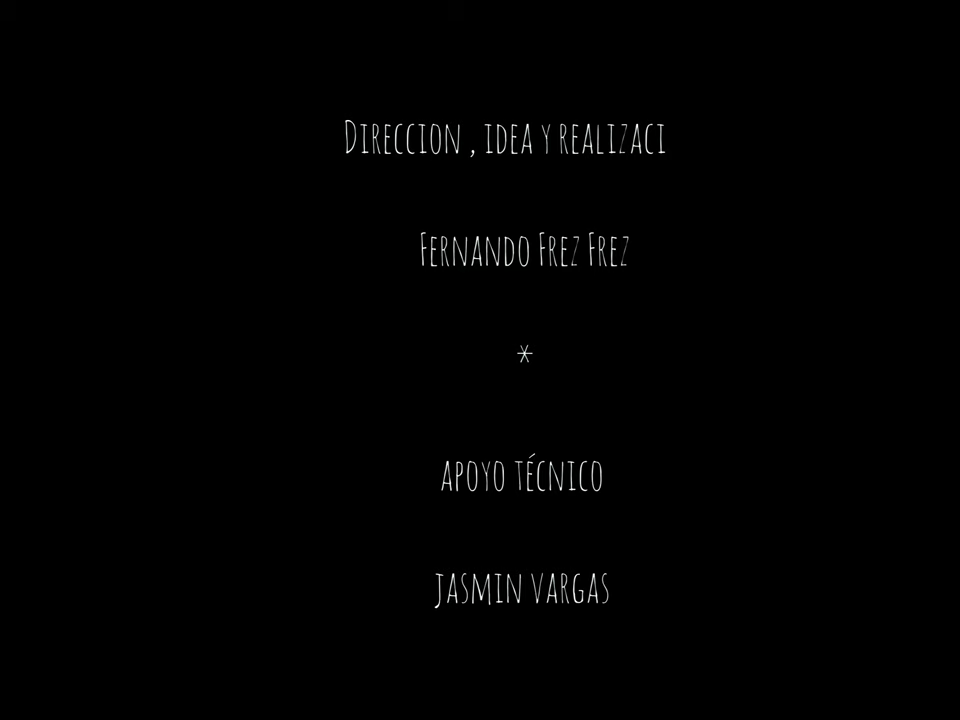 Direccion , idea y realizaci
Fernando Frez Frez
*
apoyo técnico
jasmin vargas